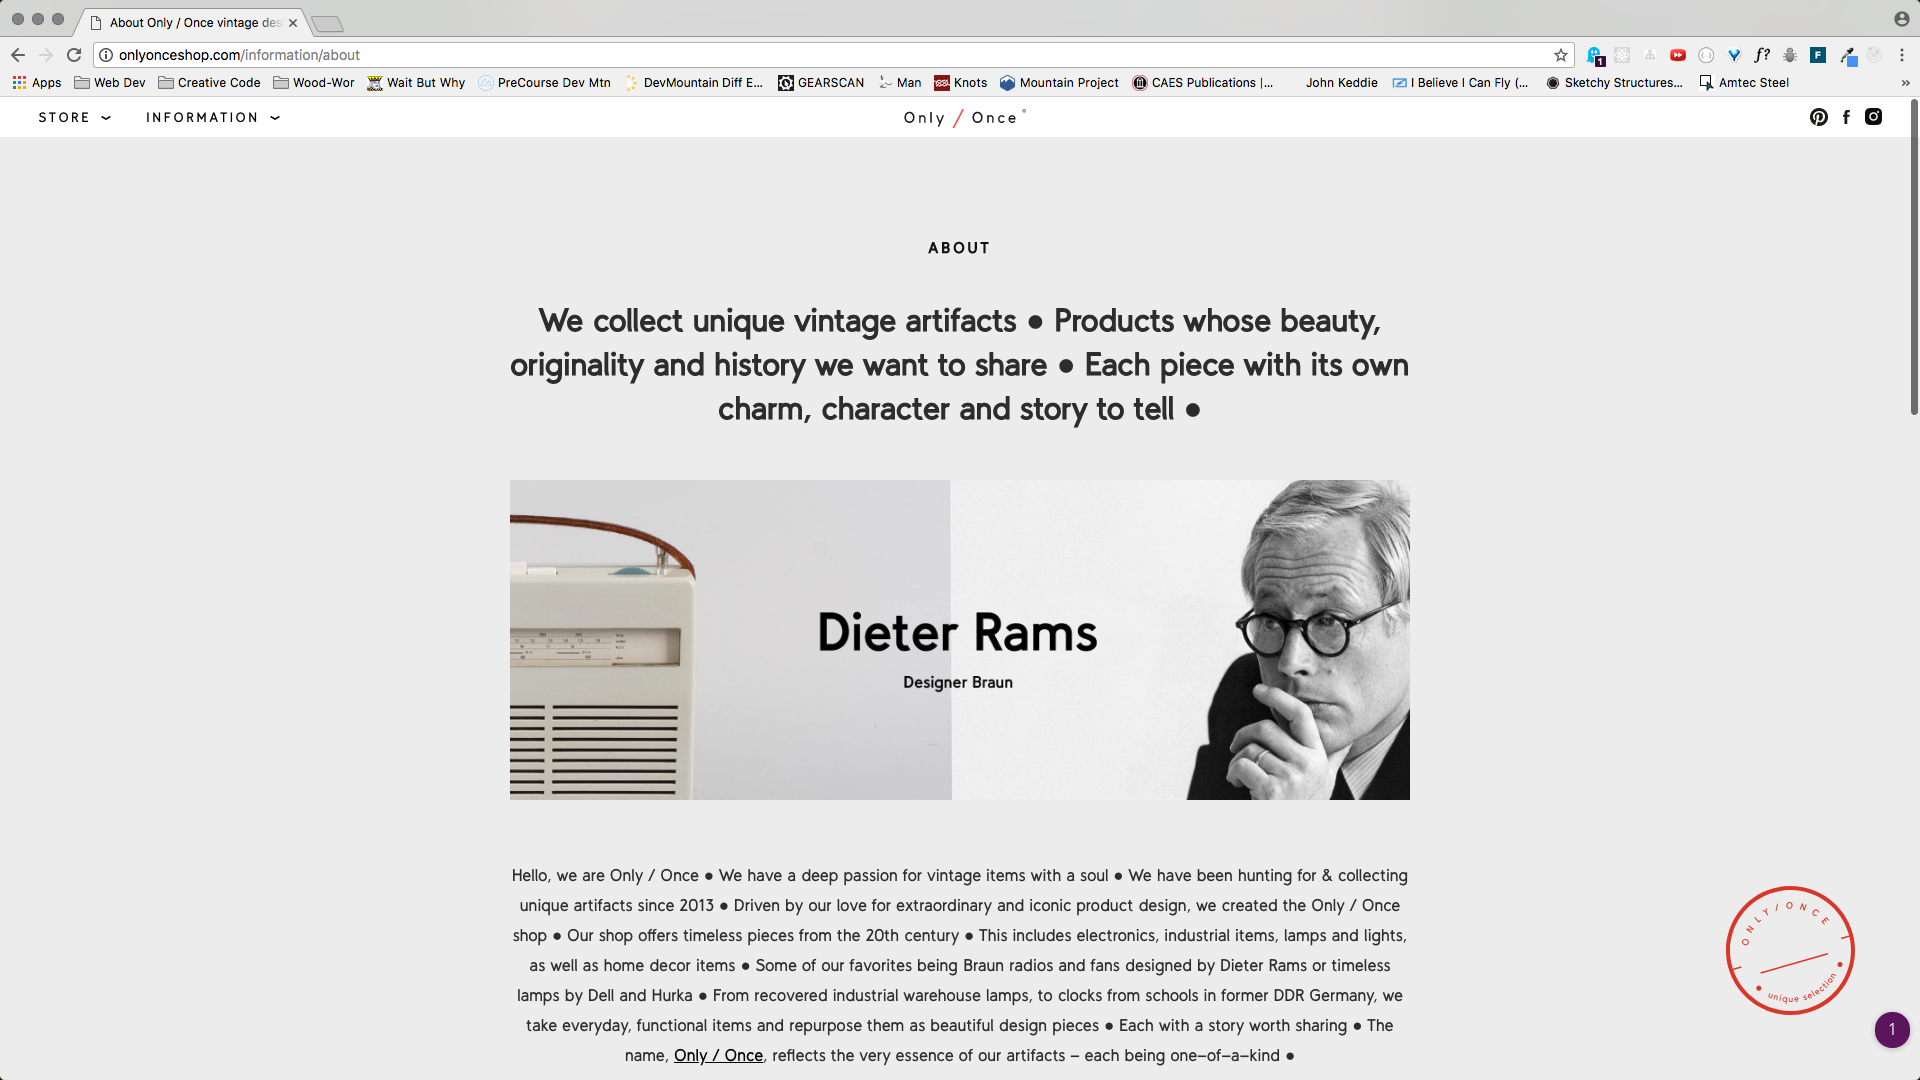 About Only / Once vintage des
onlyonceshop.com/information/about
1
f?
F
Apps
Web Dev
Creative Code
Wood-Wor
Wait But Why
PreCourse Dev Mtn
DevMountain Diff E...
GEARSCAN
Man
Knots
Mountain Project
CAES Publications |...
John Keddie
I Believe I Can Fly (...
Sketchy Structures...
Amtec Steel
»
STORE
INFORMATION
Only / Once
ABOUT
We collect unique vintage artifacts ● Products whose beauty,
originality and history we want to share ● Each piece with its own
charm, character and story to tell ●
Dieter Rams
Designer Braun
Hello, we are Only / Once ● We have a deep passion for vintage items with a soul ● We have been hunting for & collecting
unique artifacts since 2013 ● Driven by our love for extraordinary and iconic product design, we created the Only / Once
shop ● Our shop offers timeless pieces from the 20th century ● This includes electronics, industrial items, lamps and lights,
as well as home decor items ● Some of our favorites being Braun radios and fans designed by Dieter Rams or timeless
lamps by Dell and Hurka ● From recovered industrial warehouse lamps, to clocks from schools in former DDR Germany, we
take everyday, functional items and repurpose them as beautiful design pieces ● Each with a story worth sharing ● The
name, Only / Once, reflects the very essence of our artifacts – each being one–of–a–kind ●
ONLY/ONCE
● unique selection ●
1